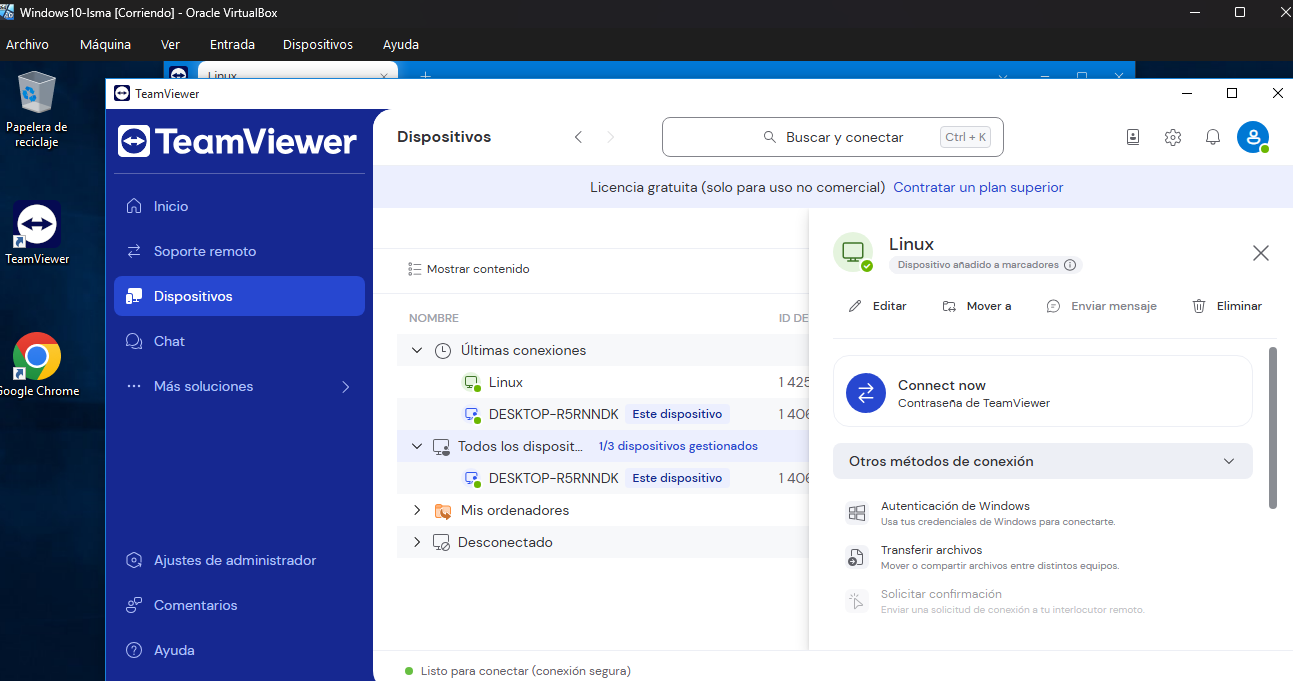 Windows10-Isma [Corriendo] - Oracle VirtualBox
Archivo Máquina Ver Entrada Dispositivos Ayuda
Linux
Papelera de
reciclaje
TeamViewer
Google Chrome
TeamViewer
TeamViewer
Inicio
Soporte remoto
Dispositivos
Chat
Más soluciones
Ajustes de administrador
Comentarios
Ayuda
Dispositivos
Buscar y conectar Ctrl + K
Licencia gratuita (solo para uso no comercial) Contratar un plan superior
Mostrar contenido
NOMBRE ID DE
Últimas conexiones
Linux 1 425
DESKTOP-R5RNNDK Este dispositivo 1 406
Todos los disposit... 1/3 dispositivos gestionados
DESKTOP-R5RNNDK Este dispositivo 1 406
Mis ordenadores
Desconectado
Linux
Dispositivo añadido a marcadores
Editar Mover a Enviar mensaje Eliminar
Connect now
Contraseña de TeamViewer
Otros métodos de conexión
Autenticación de Windows
Usa tus credenciales de Windows para conectarte.
Transferir archivos
Mover o compartir archivos entre distintos equipos.
Solicitar confirmación
Enviar una solicitud de conexión a tu interlocutor remoto.
Listo para conectar (conexión segura)